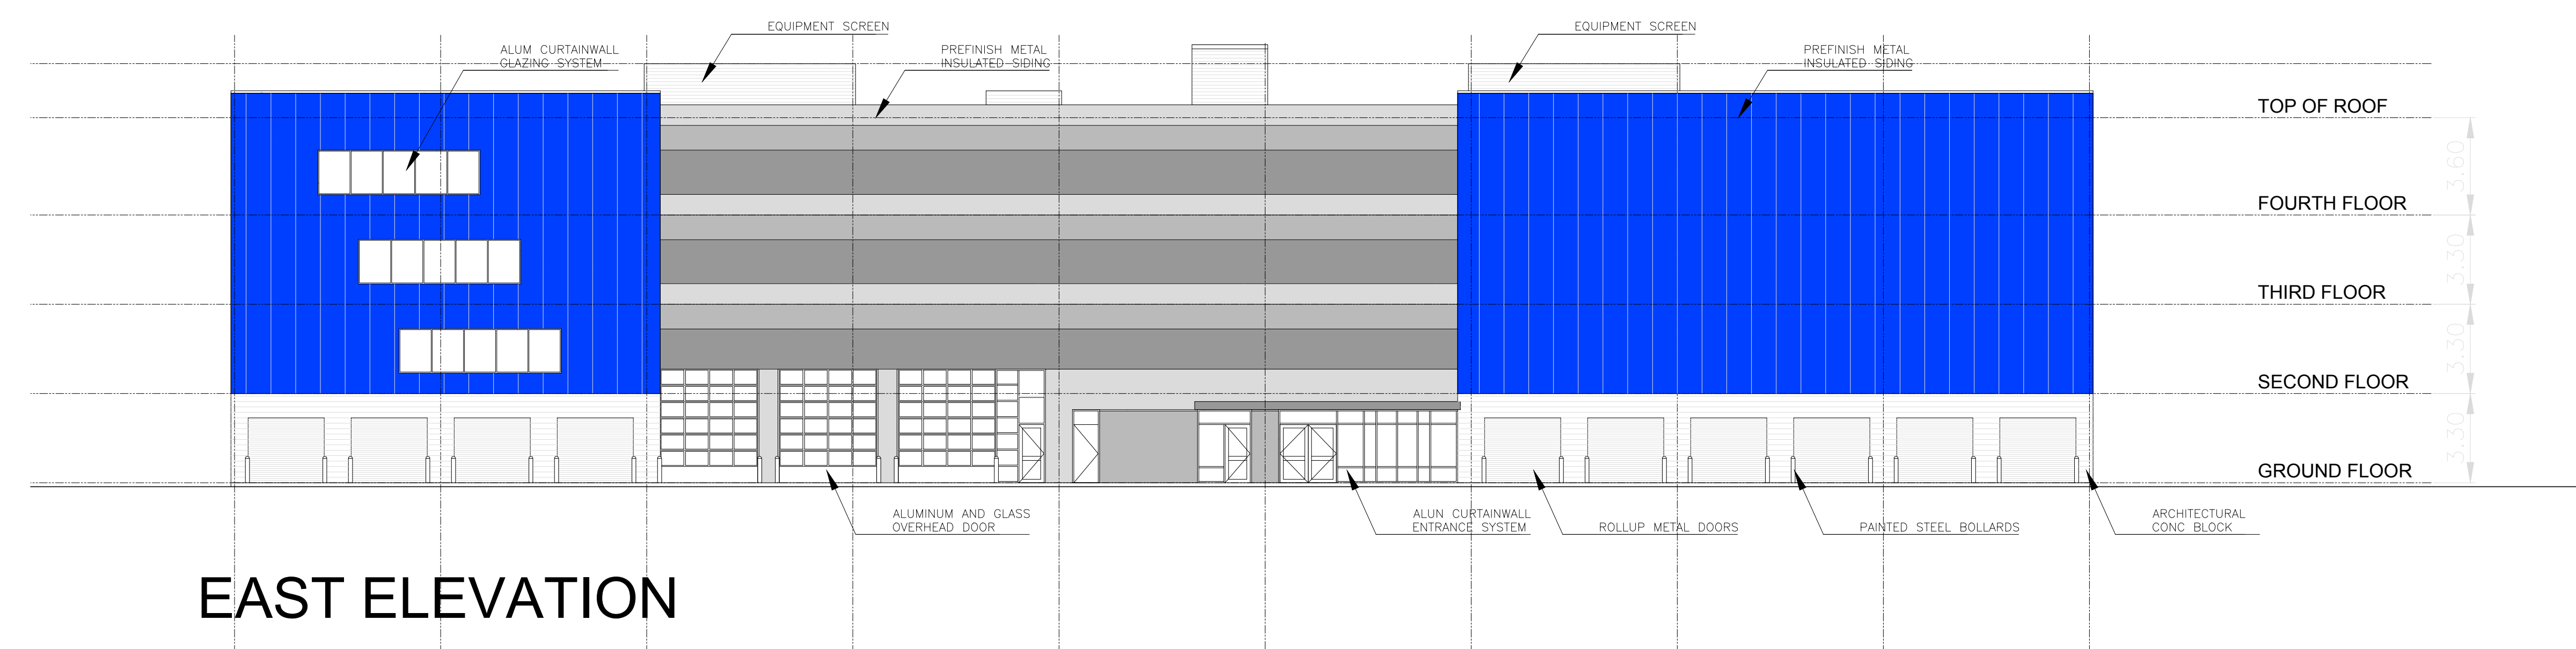 EQUIPMENT SCREEN
EQUIPMENT SCREEN
ALUM CURTAINWALL
GLAZING SYSTEM
PREFINISH METAL
INSULATED SIDING
PREFINISH METAL
INSULATED SIDING
TOP OF ROOF
3.60
FOURTH FLOOR
3.30
THIRD FLOOR
3.30
SECOND FLOOR
3.30
GROUND FLOOR
ALUMINUM AND GLASS
OVERHEAD DOOR
ALUN CURTAINWALL
ENTRANCE SYSTEM
ROLLUP METAL DOORS
PAINTED STEEL BOLLARDS
ARCHITECTURAL
CONC BLOCK
EAST ELEVATION